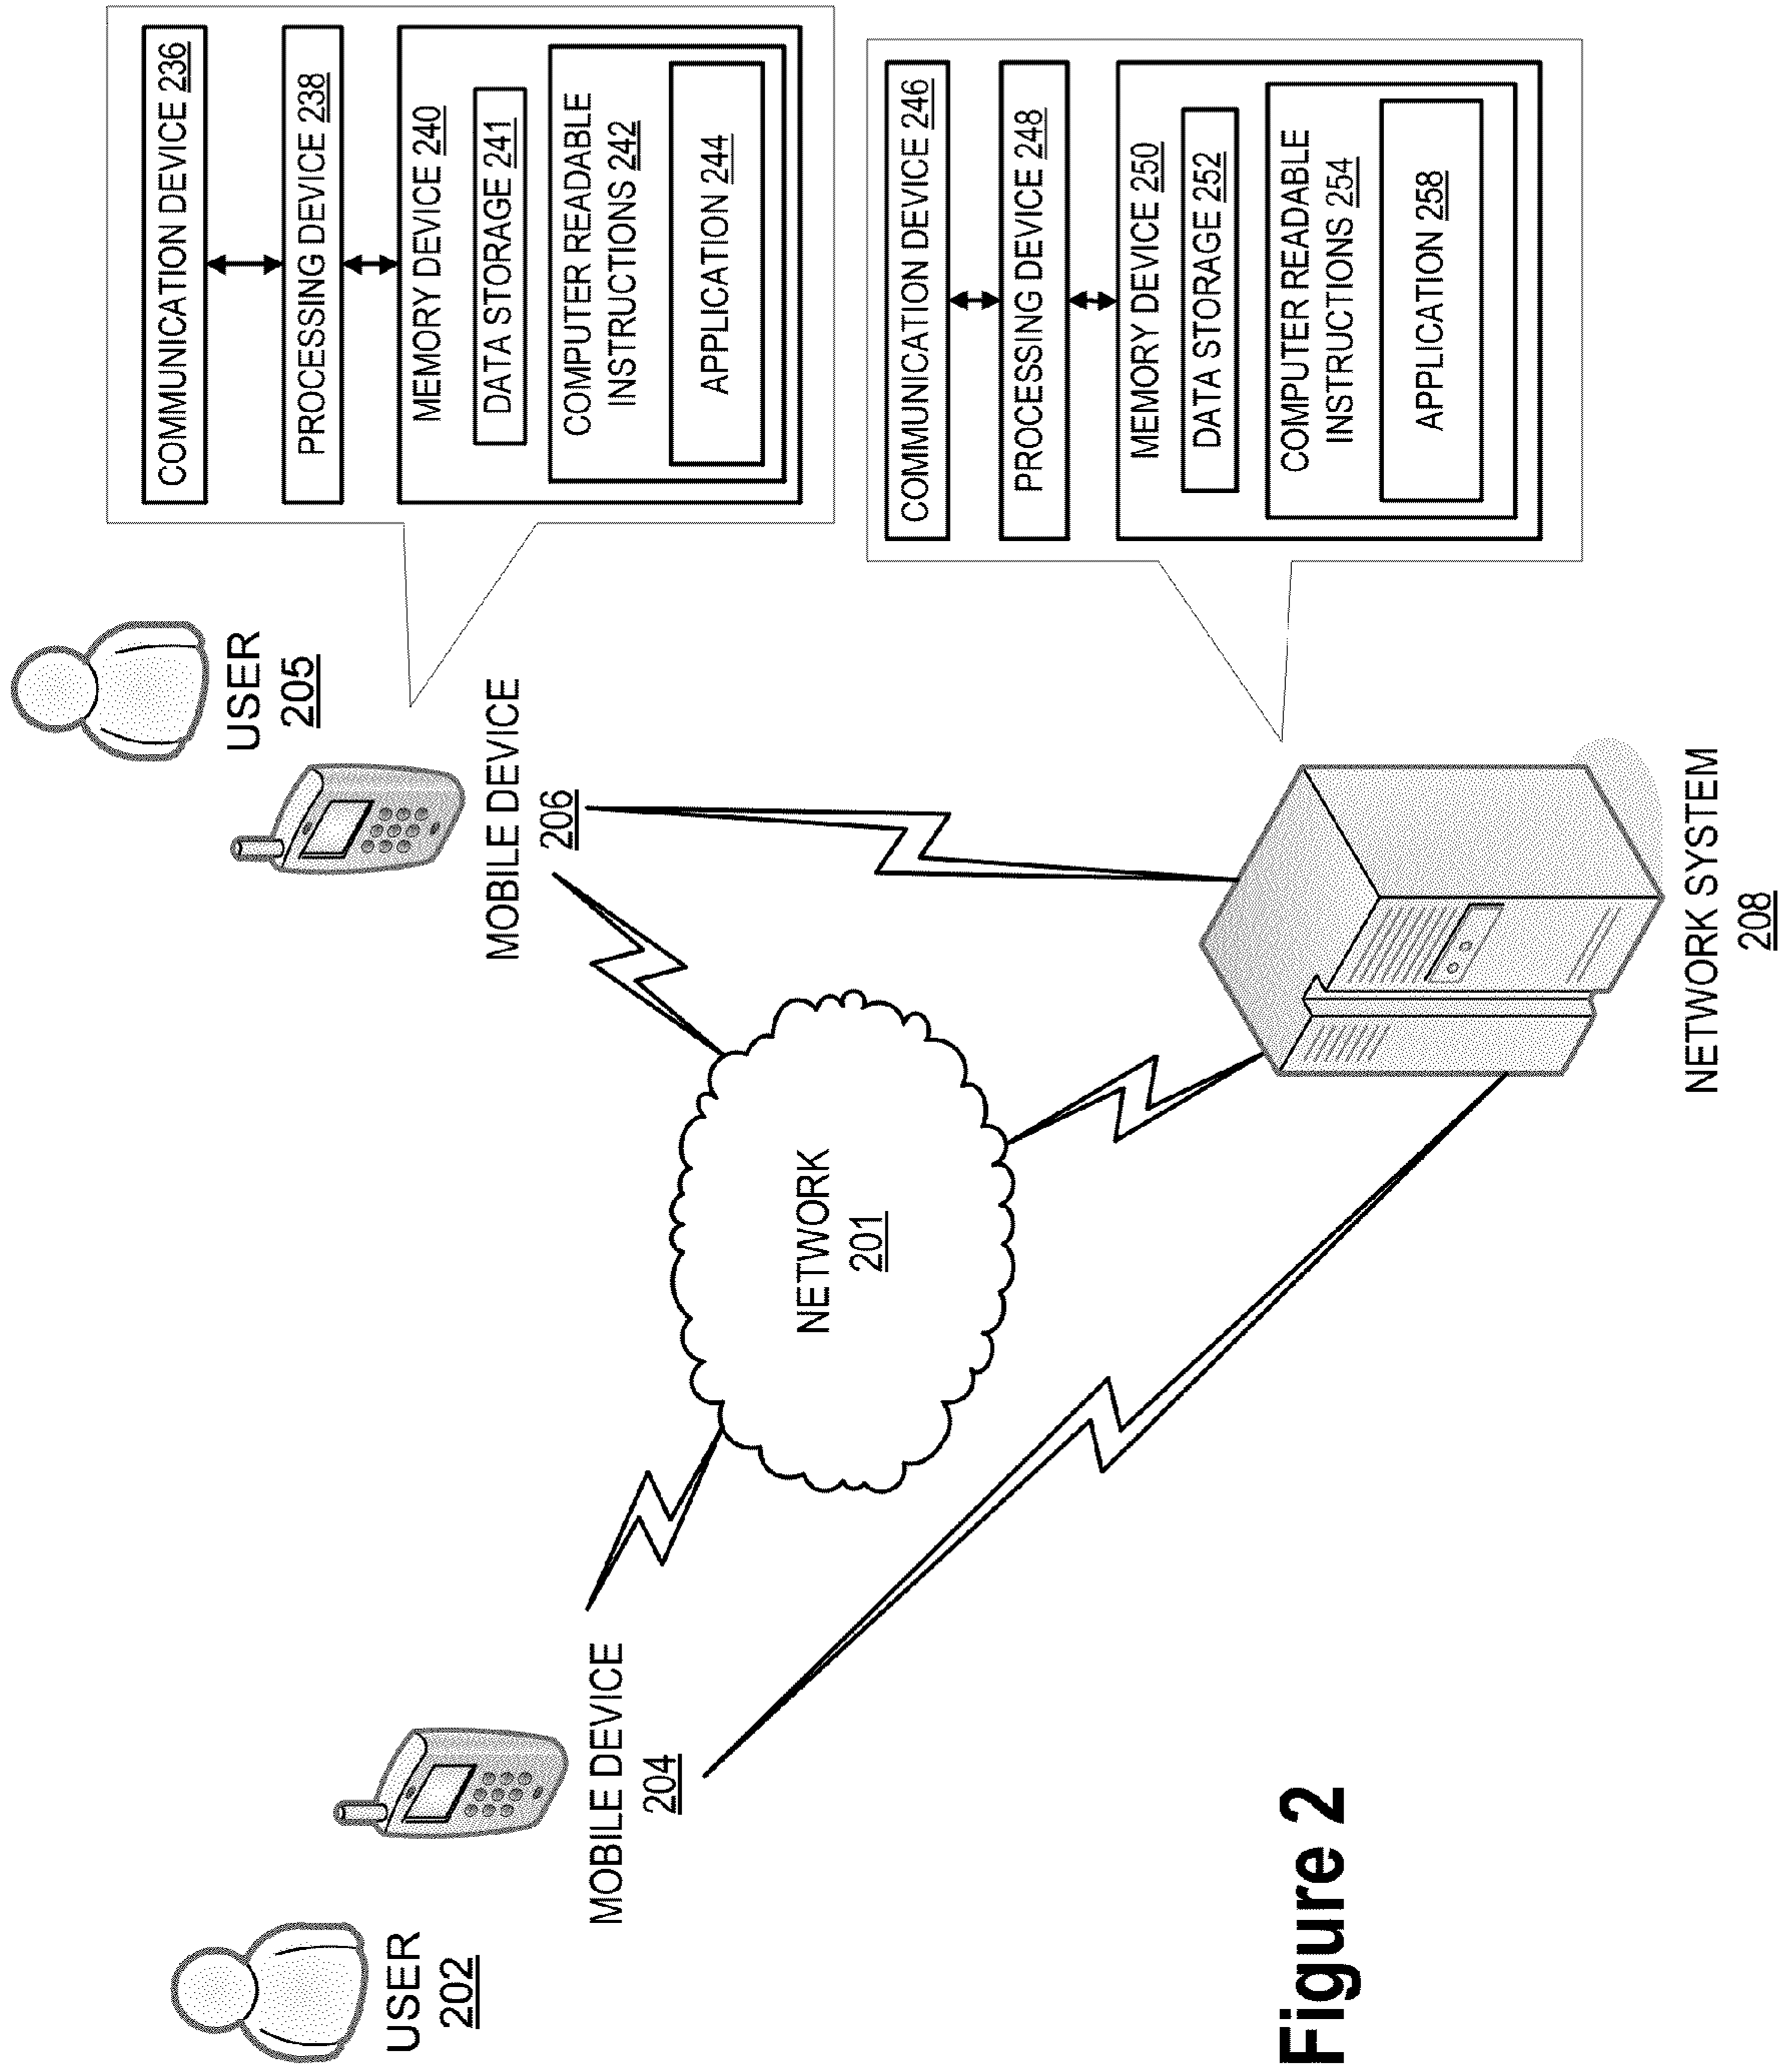 USER
202
MOBILE DEVICE
204
NETWORK
201
USER
205
MOBILE DEVICE
206
COMMUNICATION DEVICE 236
PROCESSING DEVICE 238
MEMORY DEVICE 240
DATA STORAGE 241
COMPUTER READABLE
INSTRUCTIONS 242
APPLICATION 244
COMMUNICATION DEVICE 246
PROCESSING DEVICE 248
MEMORY DEVICE 250
DATA STORAGE 252
COMPUTER READABLE
INSTRUCTIONS 254
APPLICATION 258
NETWORK SYSTEM
208
Figure 2